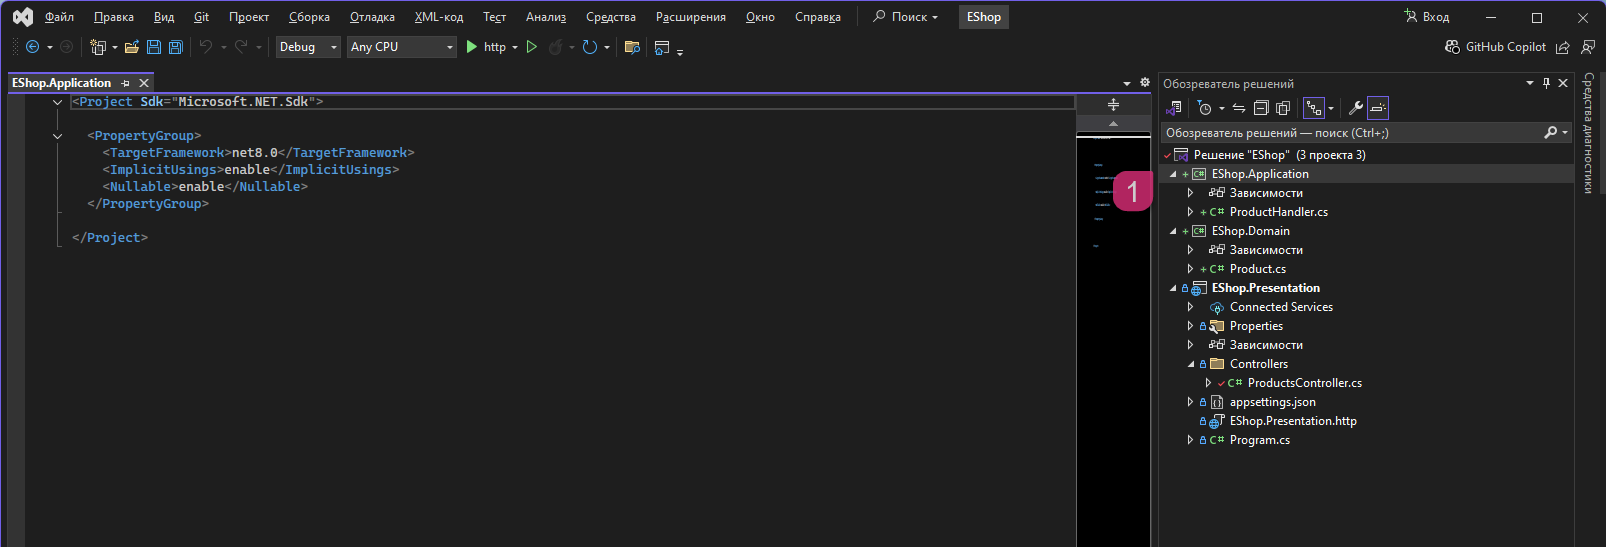 Файл Правка Вид Git Проект Сборка Отладка XML-код Тест Анализ Средства Расширения Окно Справка Поиск EShop Вход
Debug Any CPU http GitHub Copilot
EShop.Application
<Project Sdk="Microsoft.NET.Sdk">
<PropertyGroup>
<TargetFramework>net8.0</TargetFramework>
<ImplicitUsings>enable</ImplicitUsings>
<Nullable>enable</Nullable>
</PropertyGroup>
</Project>
1
Обозреватель решений
Обозреватель решений — поиск (Ctrl+;)
Решение "EShop" (3 проекта 3)
EShop.Application
Зависимости
C# ProductHandler.cs
EShop.Domain
Зависимости
C# Product.cs
EShop.Presentation
Connected Services
Properties
Зависимости
Controllers
C# ProductsController.cs
appsettings.json
EShop.Presentation.http
C# Program.cs
Средства диагностики